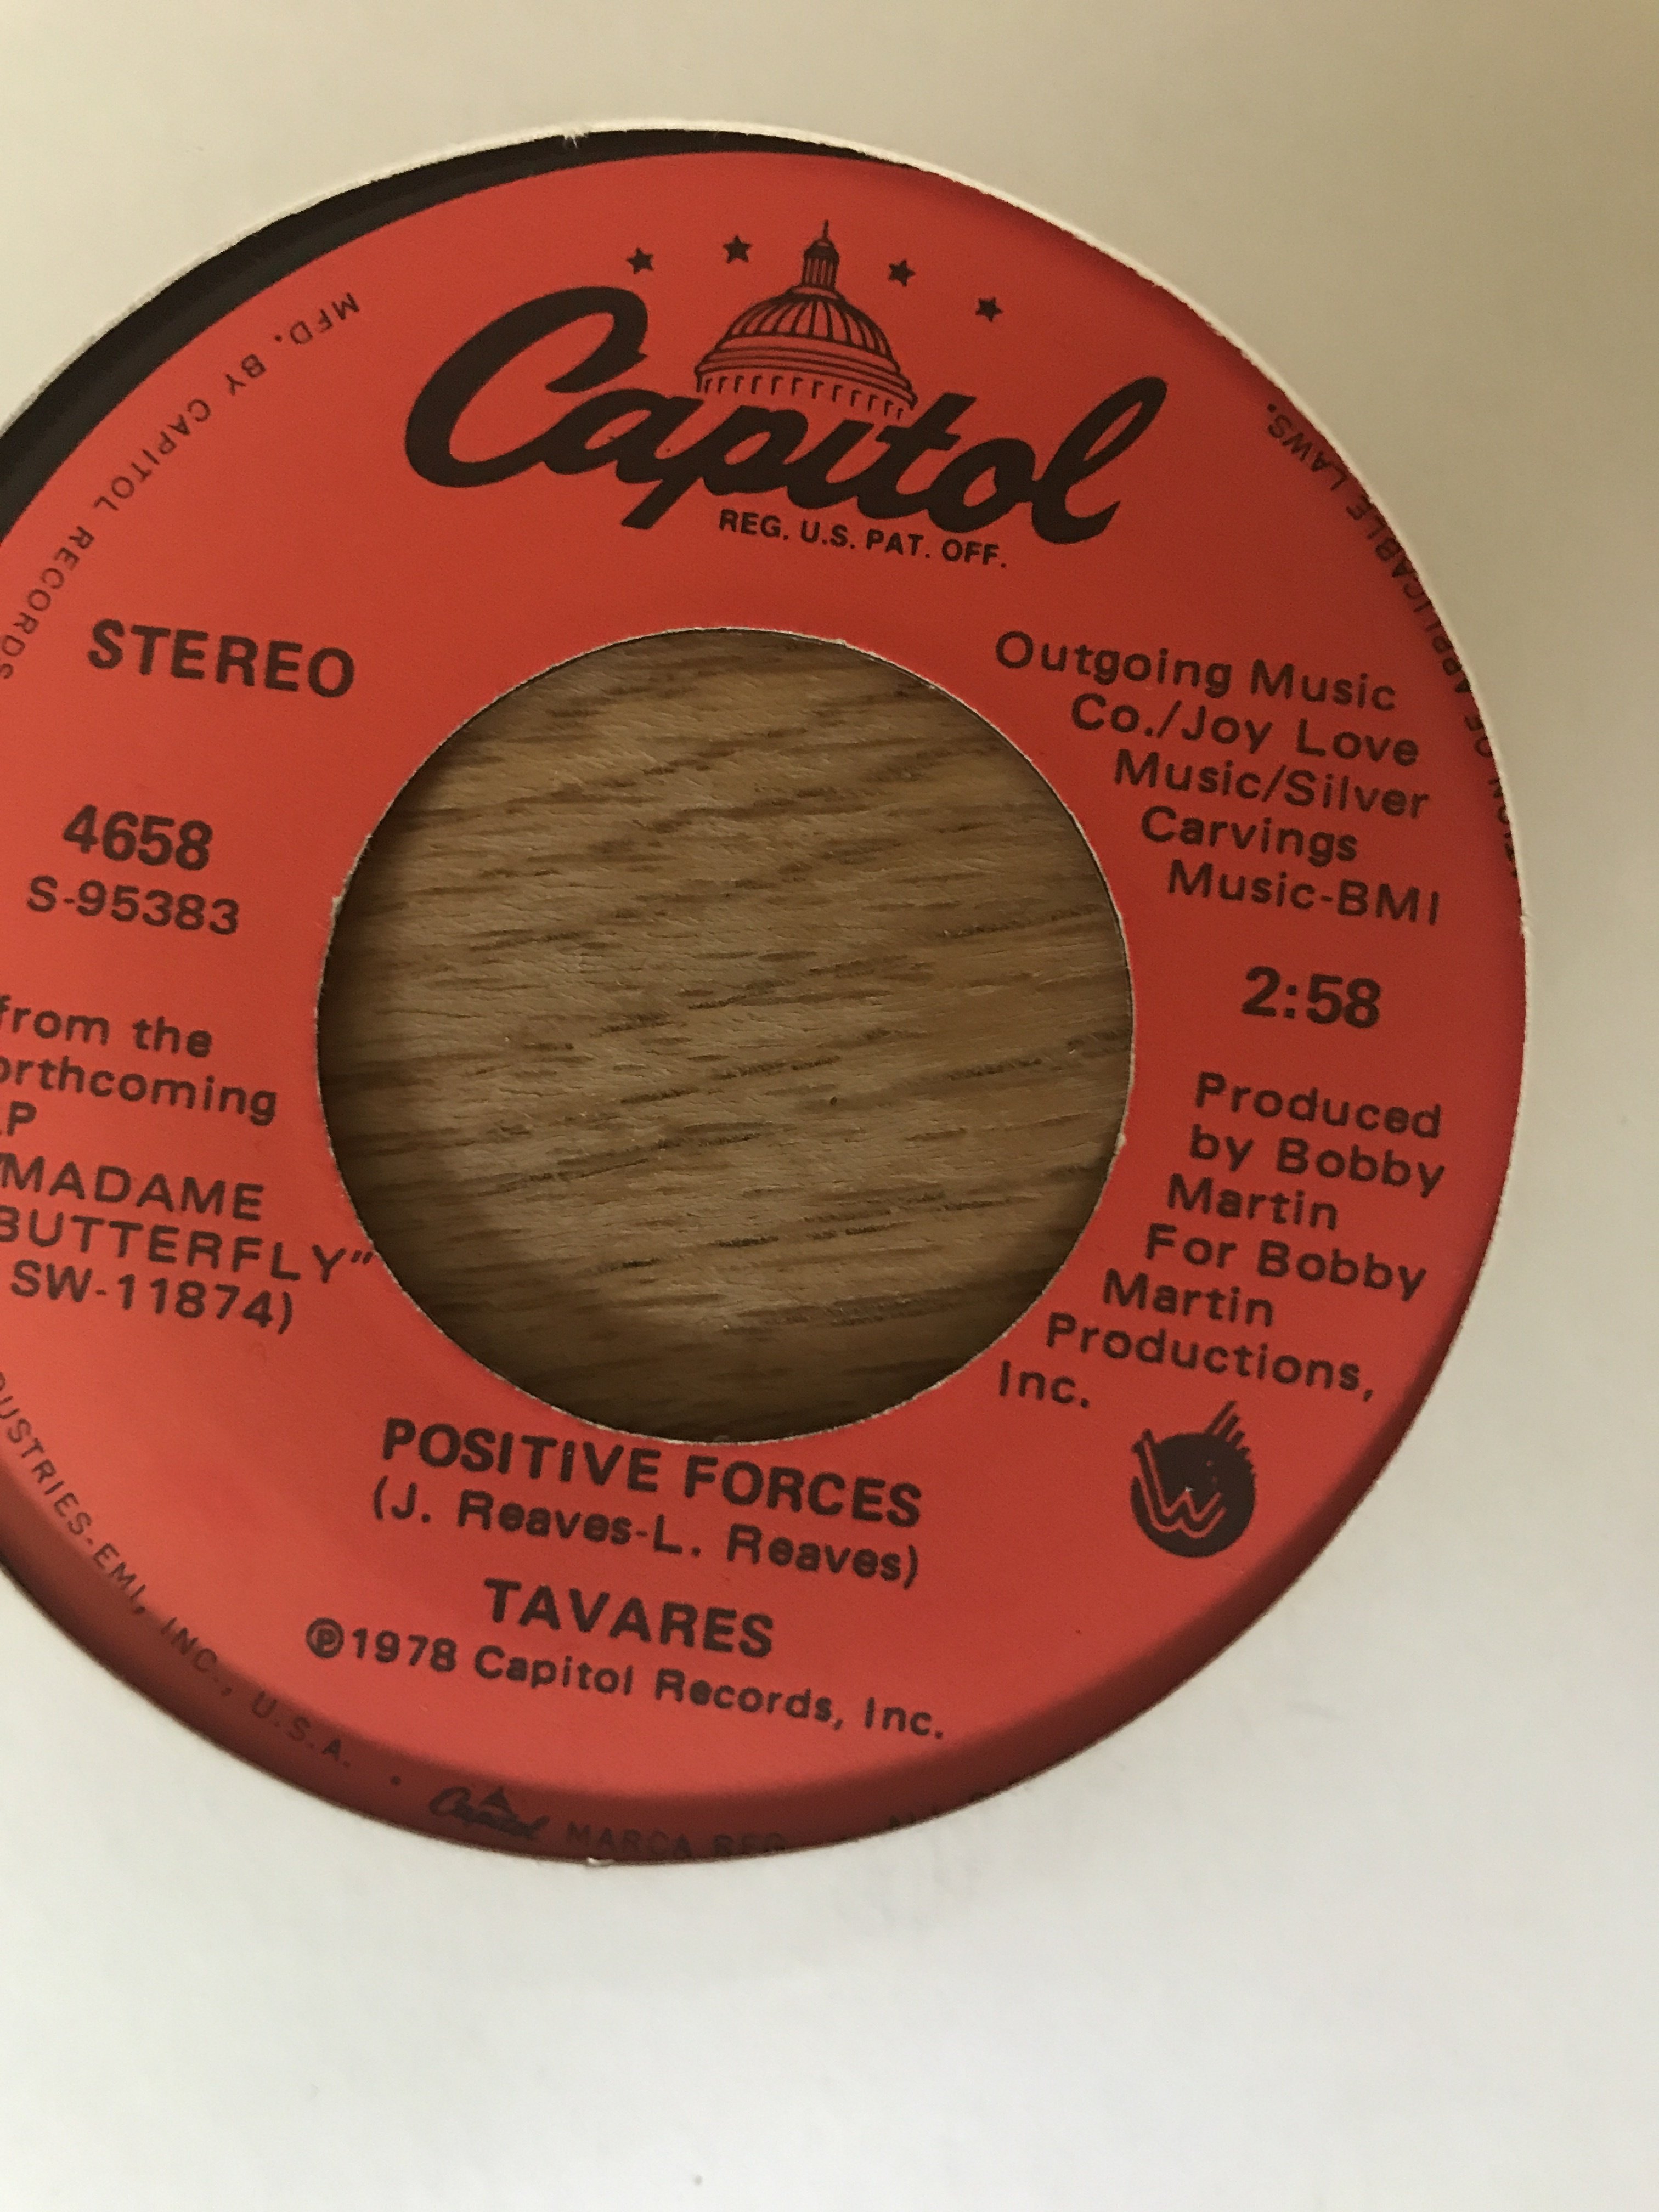 Capitol
REG. U.S. PAT. OFF.
MFD. BY CAPITOL RECORDS
STEREO
4658
S-95383
from the
LP
"MADAME
BUTTERFLY"
SW-11874)
Outgoing Music
Co./Joy Love
Music/Silver
Carvings
Music-BMI
2:58
Produced
by Bobby
Martin
For Bobby
Martin
Productions,
Inc.
POSITIVE FORCES
(J. Reaves-L. Reaves)
TAVARES
℗1978 Capitol Records, Inc.
EMI, INC., U.S.A. • Capitol MARCA REG.
OF APPLICABLE LAWS.